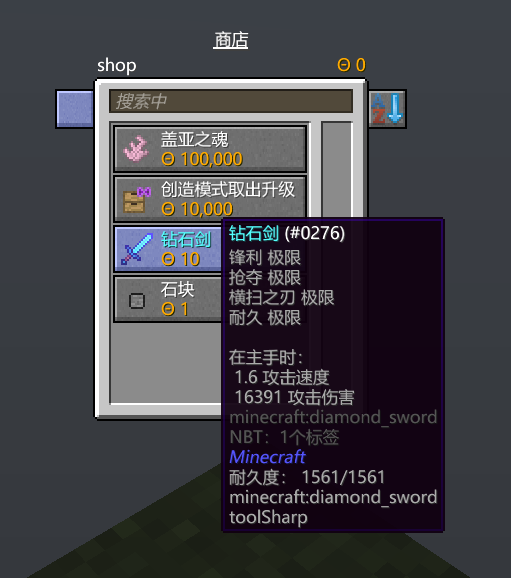 商店
shop
Θ 0
搜索中
AZ
盖亚之魂
Θ 100,000
创造模式取出升级
Θ 10,000
钻石剑
Θ 10
石块
Θ 1
钻石剑 (#0276)
锋利 极限
抢夺 极限
横扫之刃 极限
耐久 极限
在主手时：
1.6 攻击速度
16391 攻击伤害
minecraft:diamond_sword
NBT：1个标签
Minecraft
耐久度： 1561/1561
minecraft:diamond_sword
toolSharp